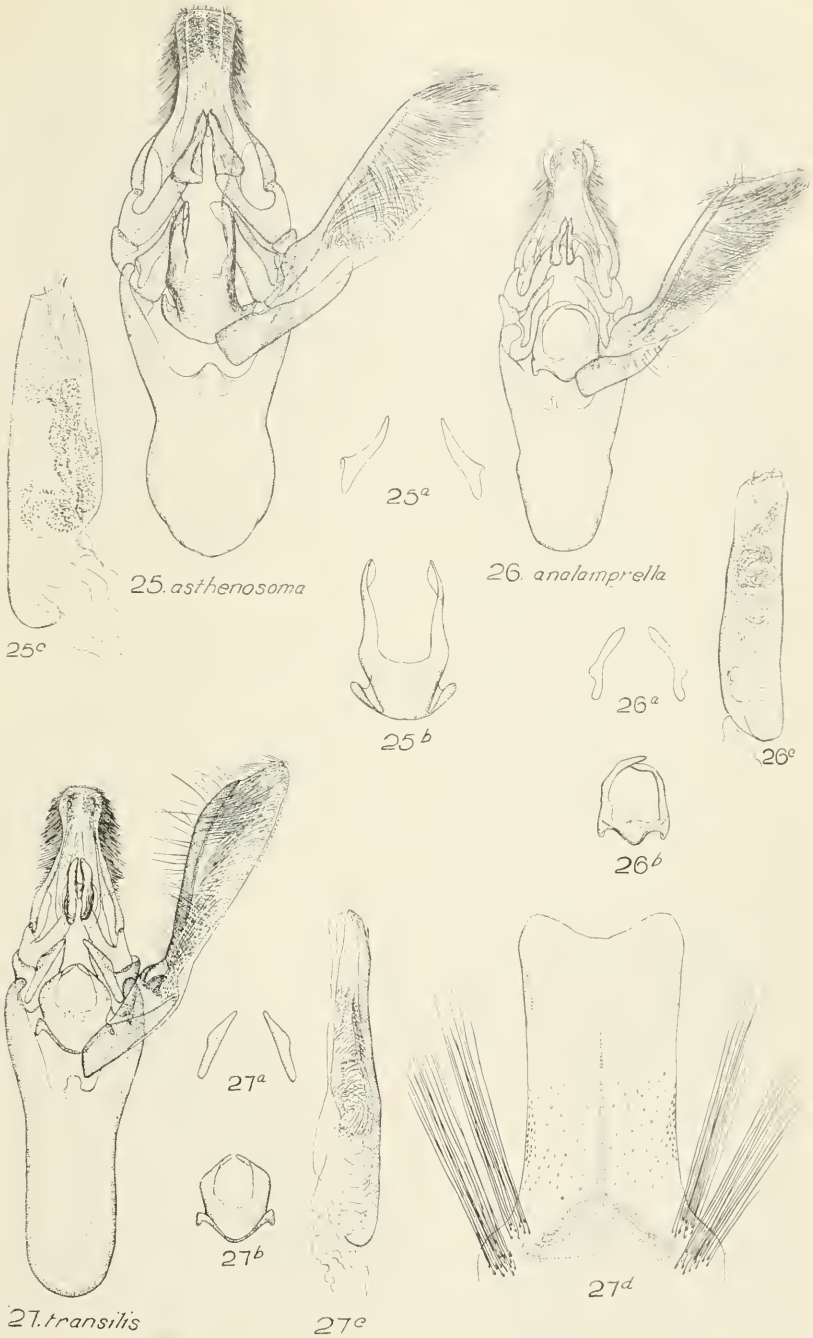 25ᵃ
25. asthenosoma
26. analamprella
25ᶜ
25ᵇ
26ᵃ
26ᶜ
26ᵇ
27ᵃ
27ᵇ
27ᵈ
27. transilis
27ᶜ